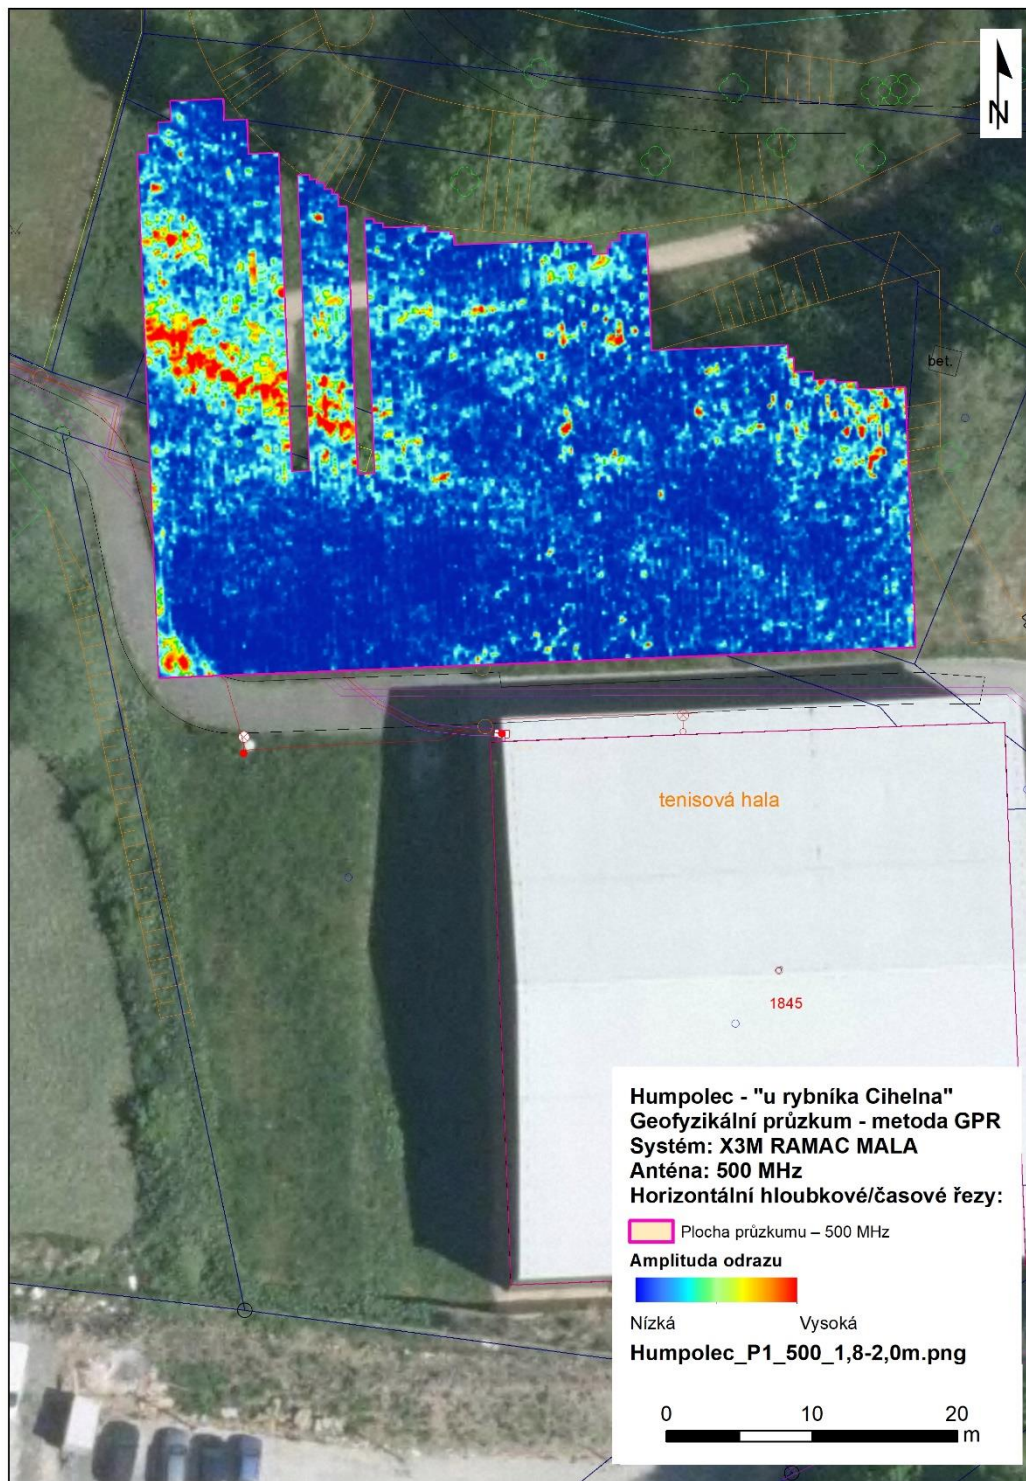 N
bet.
tenisová hala
1845
Humpolec - "u rybníka Cihelna"
Geofyzikální průzkum - metoda GPR
Systém: X3M RAMAC MALA
Anténa: 500 MHz
Horizontální hloubkové/časové řezy:
Plocha průzkumu – 500 MHz
Amplituda odrazu
Nízká Vysoká
Humpolec_P1_500_1,8-2,0m.png
0 10 20
m